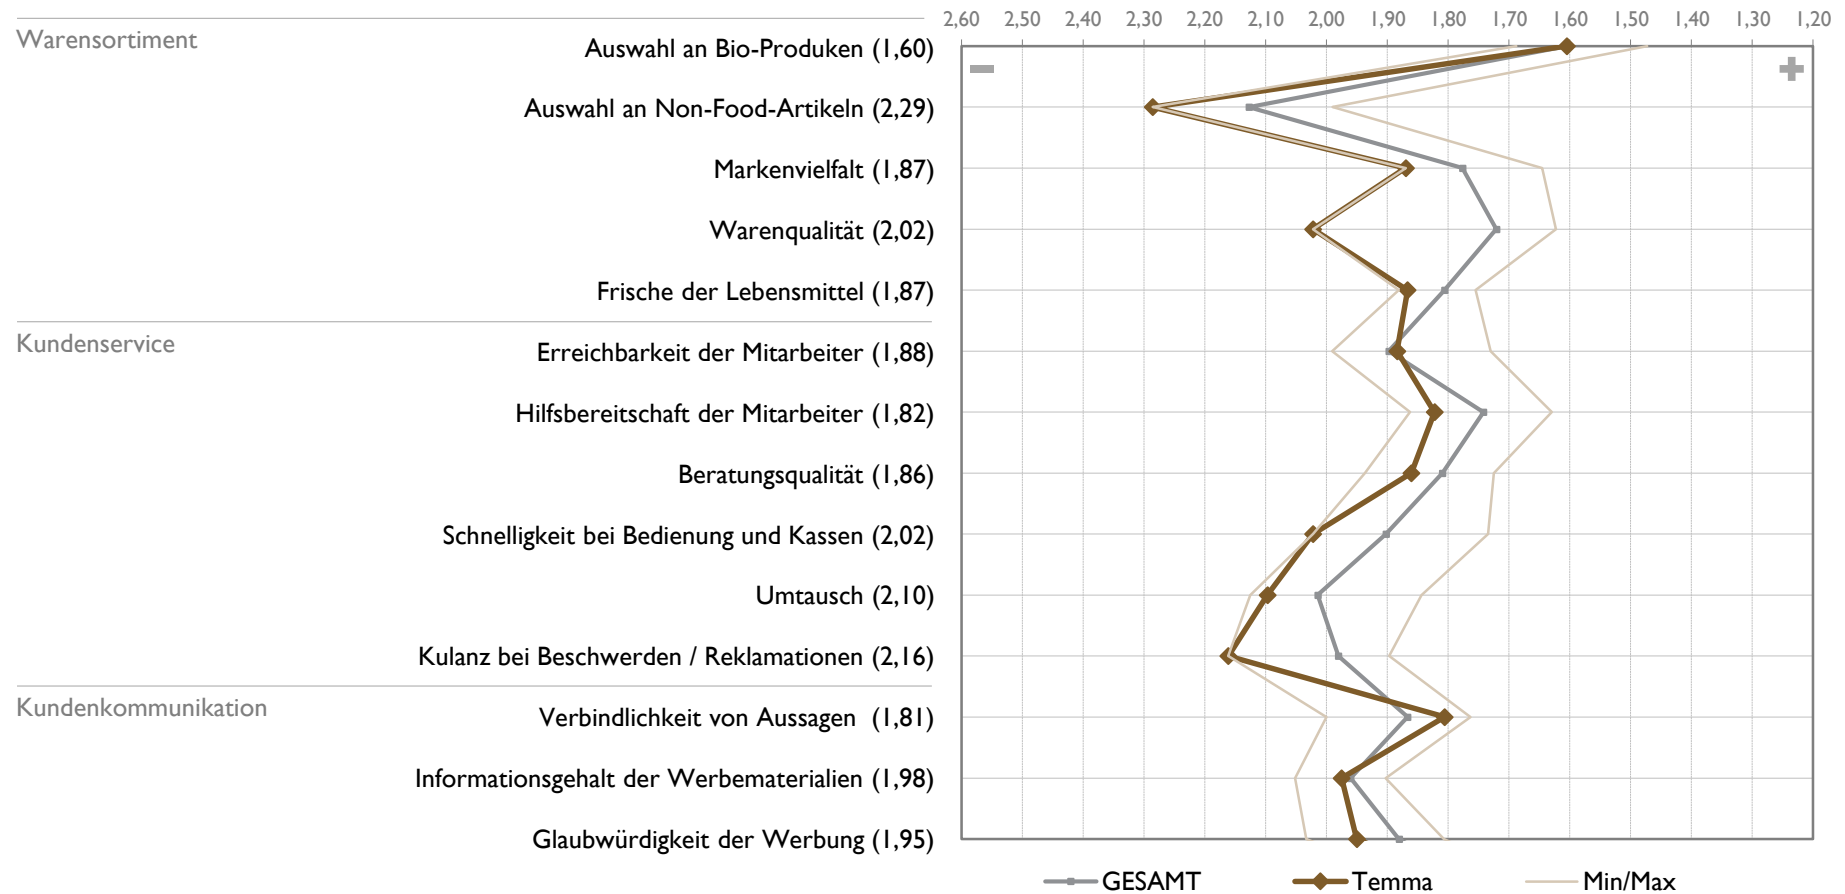 2,60 2,50 2,40 2,30 2,20 2,10 2,00 1,90 1,80 1,70 1,60 1,50 1,40 1,30 1,20
Warensortiment
Auswahl an Bio-Produken (1,60)
Auswahl an Non-Food-Artikeln (2,29)
Markenvielfalt (1,87)
Warenqualität (2,02)
Frische der Lebensmittel (1,87)
Kundenservice
Erreichbarkeit der Mitarbeiter (1,88)
Hilfsbereitschaft der Mitarbeiter (1,82)
Beratungsqualität (1,86)
Schnelligkeit bei Bedienung und Kassen (2,02)
Umtausch (2,10)
Kulanz bei Beschwerden / Reklamationen (2,16)
Kundenkommunikation
Verbindlichkeit von Aussagen (1,81)
Informationsgehalt der Werbematerialien (1,98)
Glaubwürdigkeit der Werbung (1,95)
GESAMT Temma Min/Max